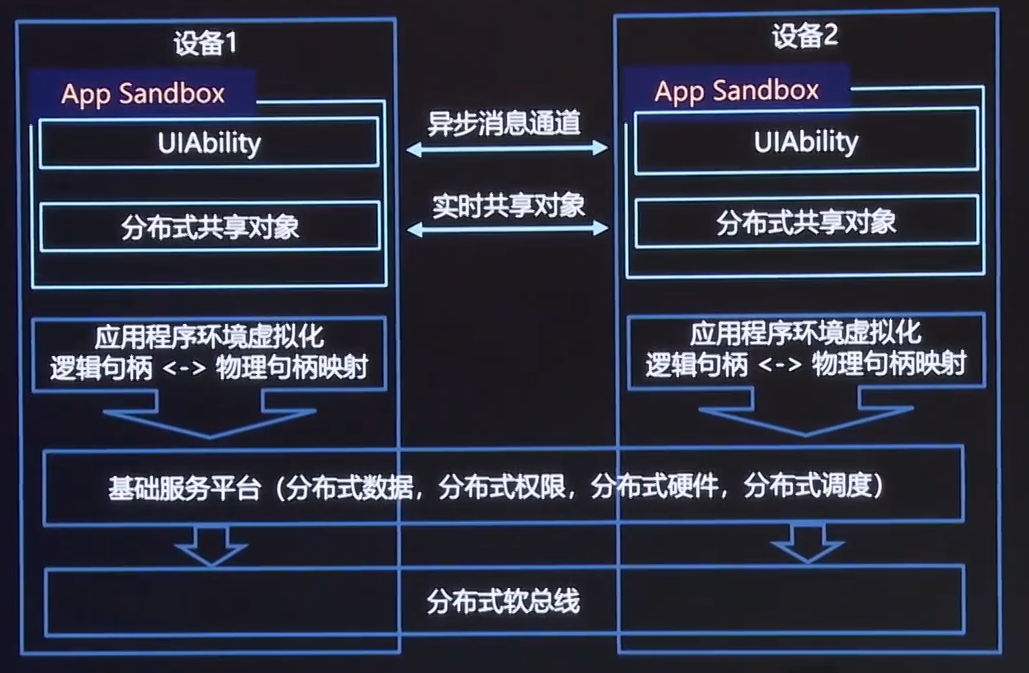 设备1
设备2
App Sandbox
App Sandbox
UIAbility
异步消息通道
UIAbility
分布式共享对象
实时共享对象
分布式共享对象
应用程序环境虚拟化
逻辑句柄 <-> 物理句柄映射
应用程序环境虚拟化
逻辑句柄 <-> 物理句柄映射
基础服务平台（分布式数据，分布式权限，分布式硬件，分布式调度）
分布式软总线